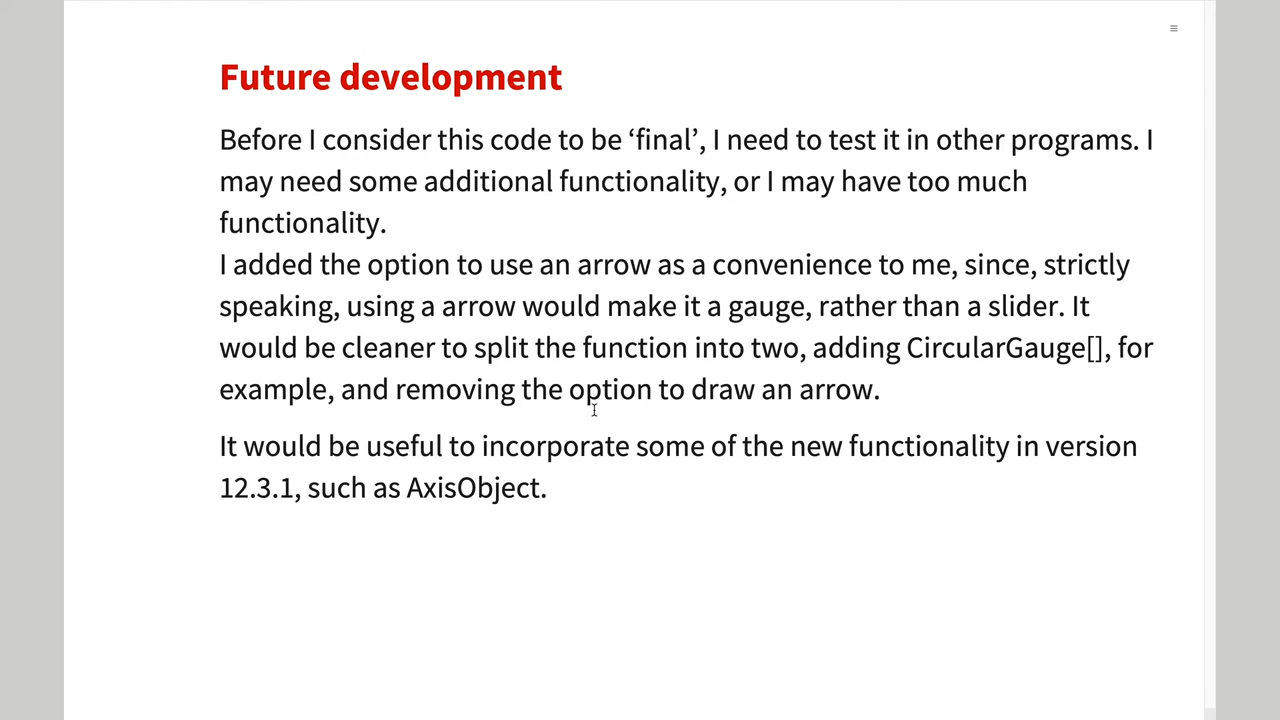 Future development
Before I consider this code to be ‘final’, I need to test it in other programs. I
may need some additional functionality, or I may have too much
functionality.
I added the option to use an arrow as a convenience to me, since, strictly
speaking, using a arrow would make it a gauge, rather than a slider. It
would be cleaner to split the function into two, adding CircularGauge[], for
example, and removing the option to draw an arrow.
It would be useful to incorporate some of the new functionality in version
12.3.1, such as AxisObject.